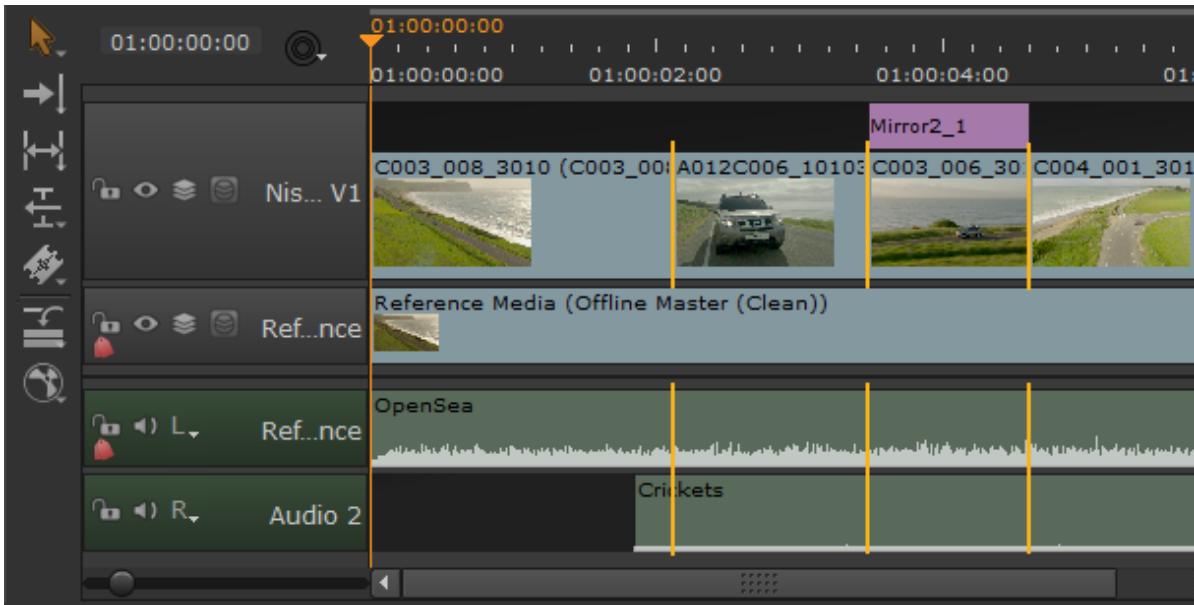 01:00:00:00
01:00:00:00
01:00:00:00 01:00:02:00 01:00:04:00 01:
Mirror2_1
Nis... V1
C003_008_3010 (C003_008 A012C006_10103 C003_006_30 C004_001_301
Ref...nce
Reference Media (Offline Master (Clean))
L
Ref...nce
OpenSea
R
Audio 2
Crickets